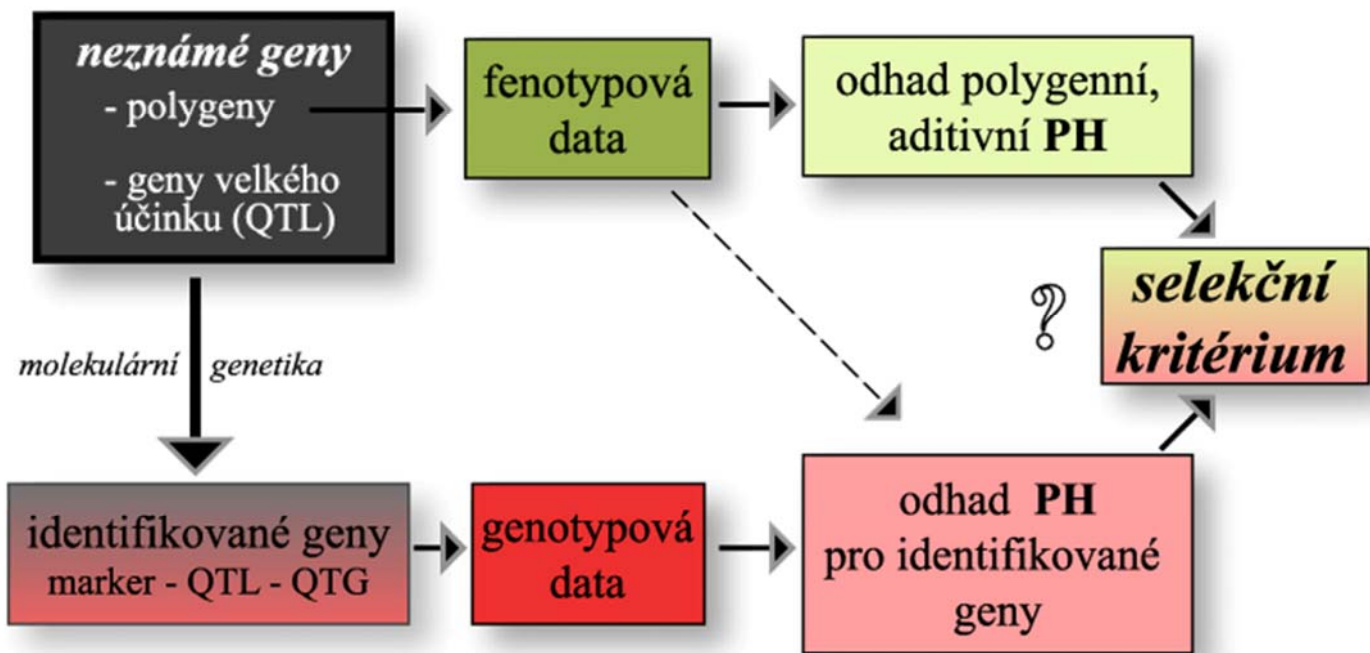 neznámé geny
- polygeny
- geny velkého
účinku (QTL)
fenotypová
data
odhad polygenní,
aditivní PH
?
selekční
kritérium
molekulární genetika
identifikované geny
marker - QTL - QTG
genotypová
data
odhad PH
pro identifikované
geny